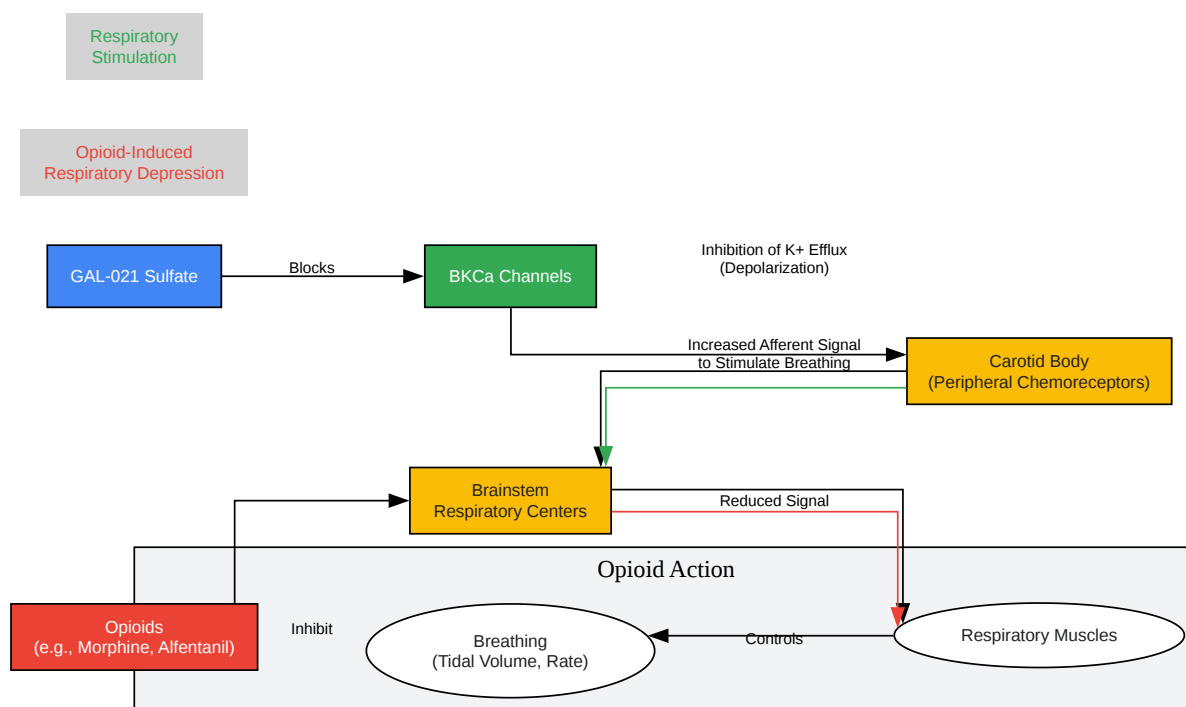 Respiratory
Stimulation
Opioid-Induced
Respiratory Depression
GAL-021 Sulfate
Blocks
BKCa Channels
Inhibition of K+ Efflux
(Depolarization)
Increased Afferent Signal
to Stimulate Breathing
Carotid Body
(Peripheral Chemoreceptors)
Brainstem
Respiratory Centers
Reduced Signal
Opioid Action
Opioids
(e.g., Morphine, Alfentanil)
Inhibit
Breathing
(Tidal Volume, Rate)
Controls
Respiratory Muscles